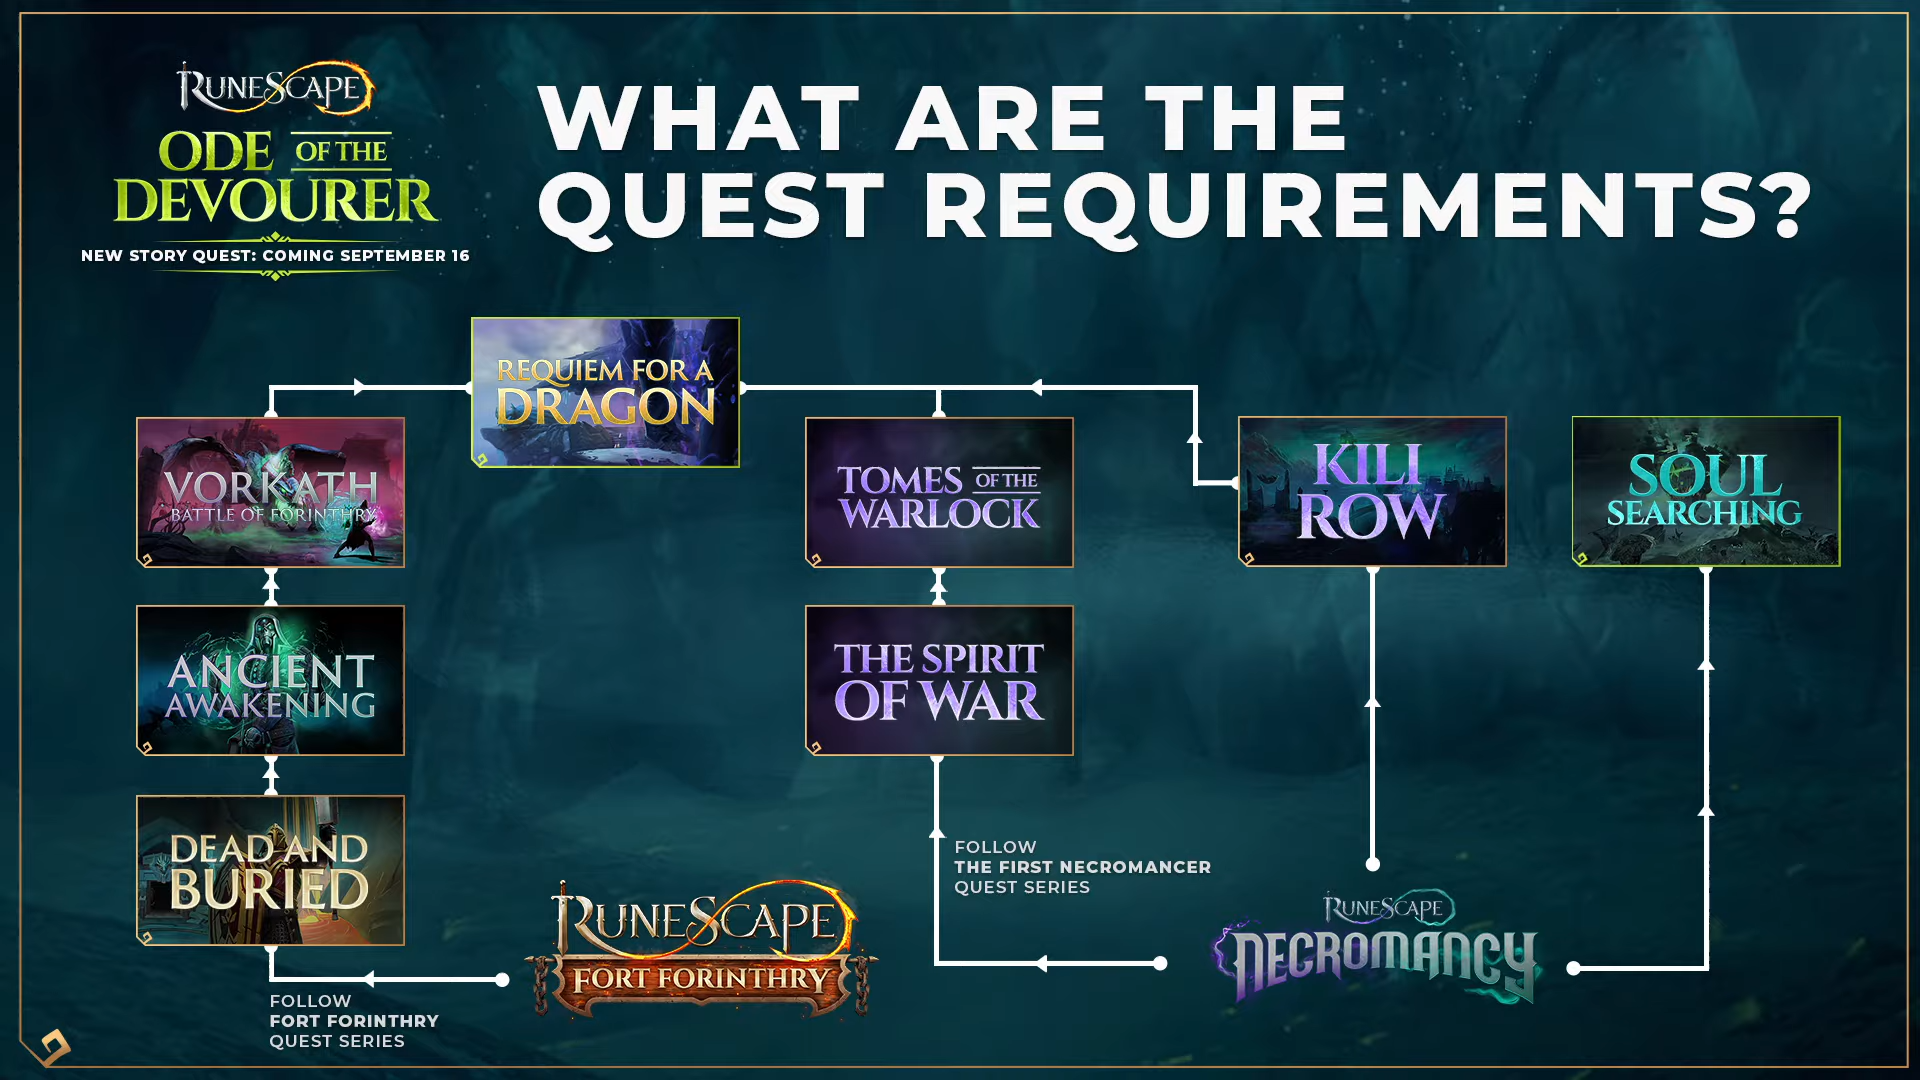 RUNESCAPE
ODE OF THE
DEVOURER
NEW STORY QUEST: COMING SEPTEMBER 16
WHAT ARE THE
QUEST REQUIREMENTS?
REQUIEM FOR A
DRAGON
VORKATH
BATTLE OF FORINTHRY
TOMES OF THE
WARLOCK
KILI
ROW
SOUL
SEARCHING
ANCIENT
AWAKENING
THE SPIRIT
OF WAR
DEAD AND
BURIED
FOLLOW
THE FIRST NECROMANCER
QUEST SERIES
RUNESCAPE
FORT FORINTHRY
RUNESCAPE
NECROMANCY
FOLLOW
FORT FORINTHRY
QUEST SERIES